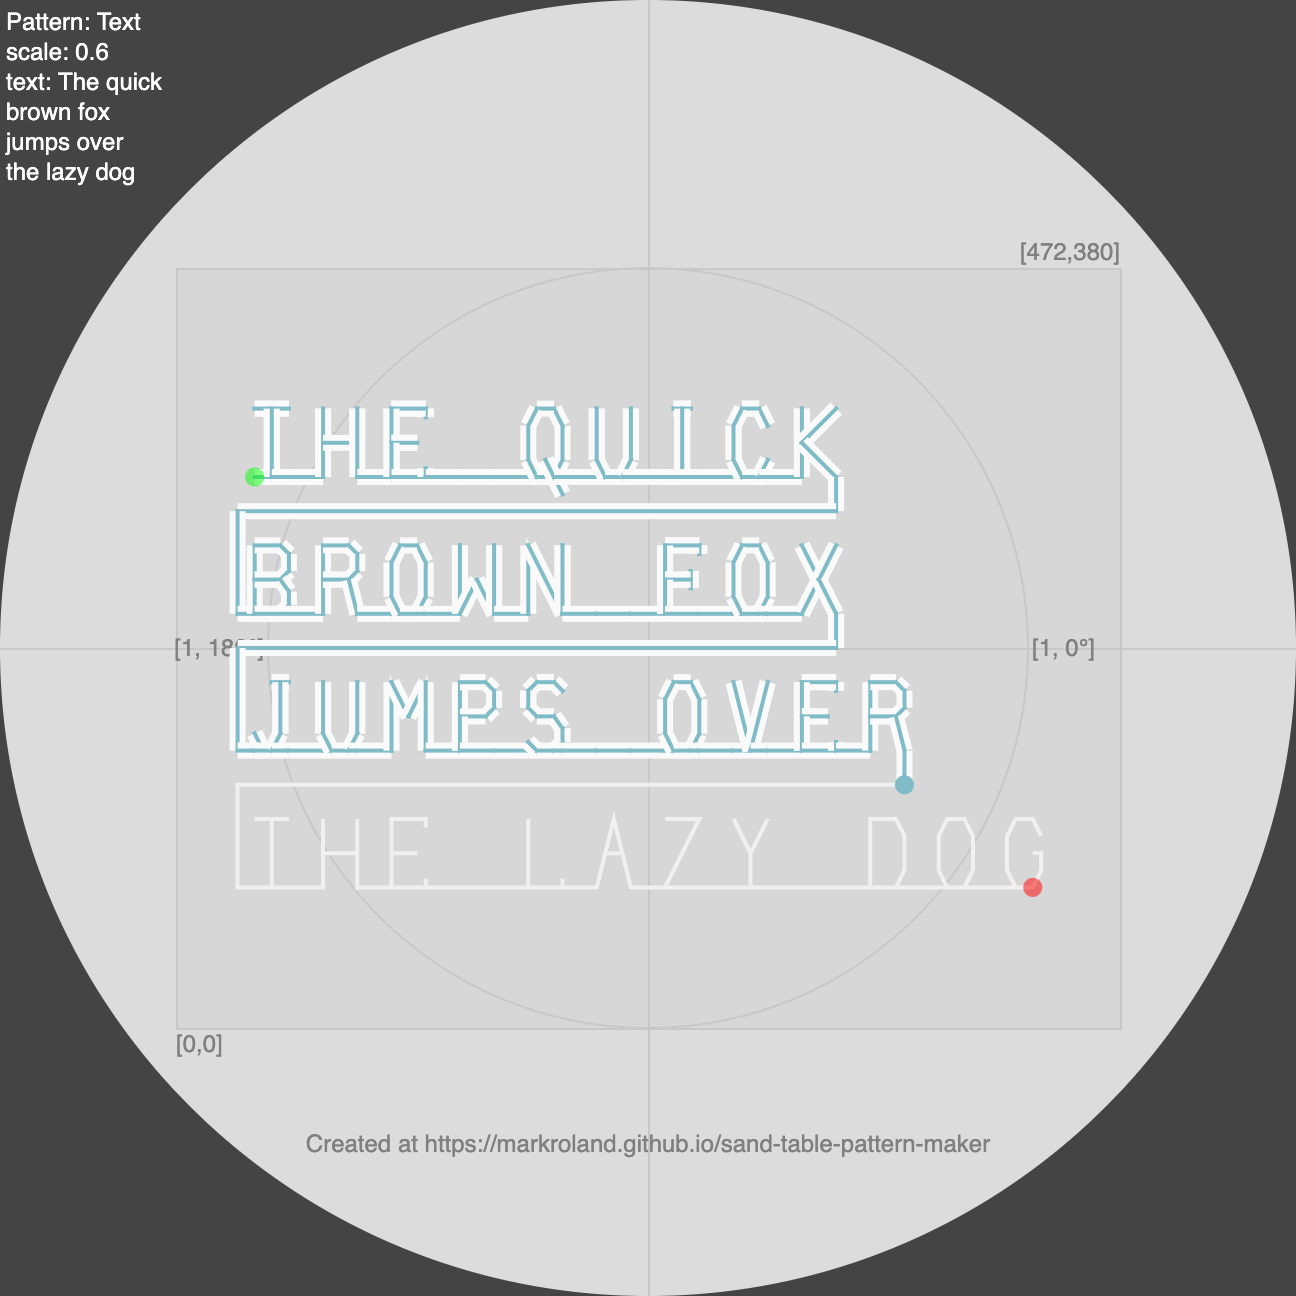 Pattern: Text
scale: 0.6
text: The quick
brown fox
jumps over
the lazy dog
[472,380]
THE QUICK
BROWN FOX
[1, 180°]
[1, 0°]
JUMPS OVER
THE LAZY DOG
[0,0]
Created at https://markroland.github.io/sand-table-pattern-maker